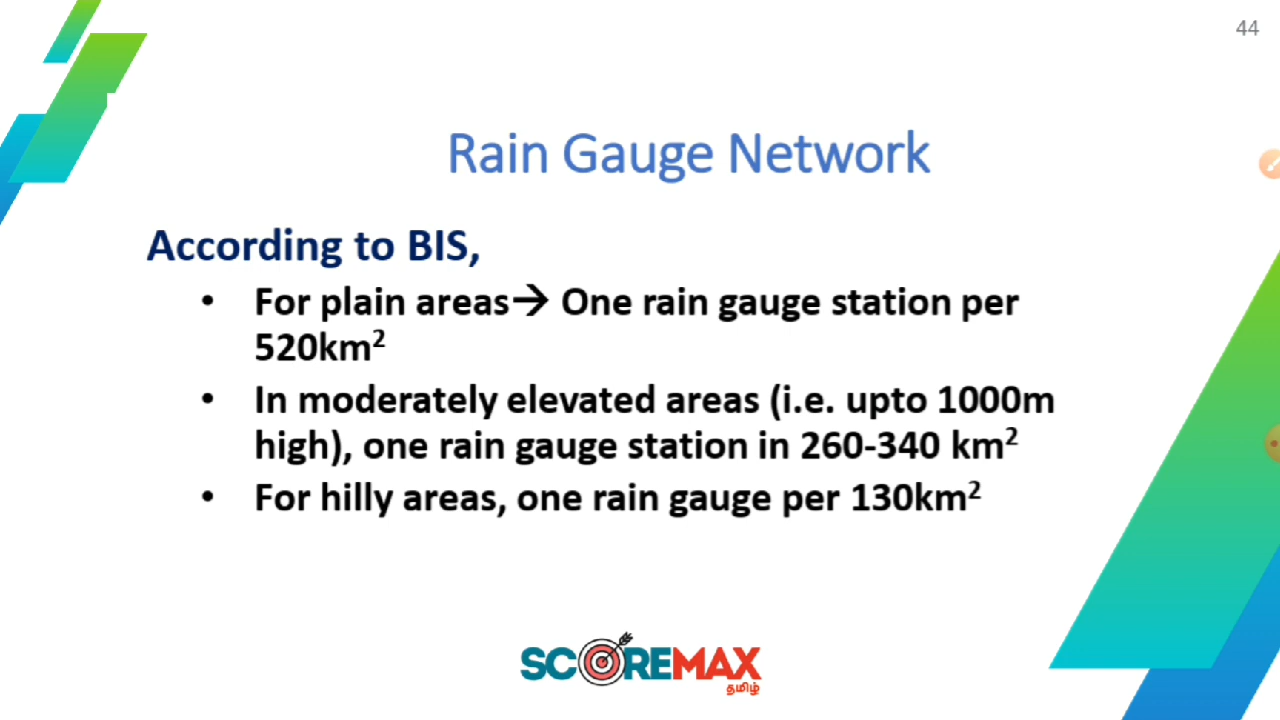 44
Rain Gauge Network
According to BIS,
• For plain areas→ One rain gauge station per
520km²
• In moderately elevated areas (i.e. upto 1000m
high), one rain gauge station in 260-340 km²
• For hilly areas, one rain gauge per 130km²
SCOREMAX
தமிழ்